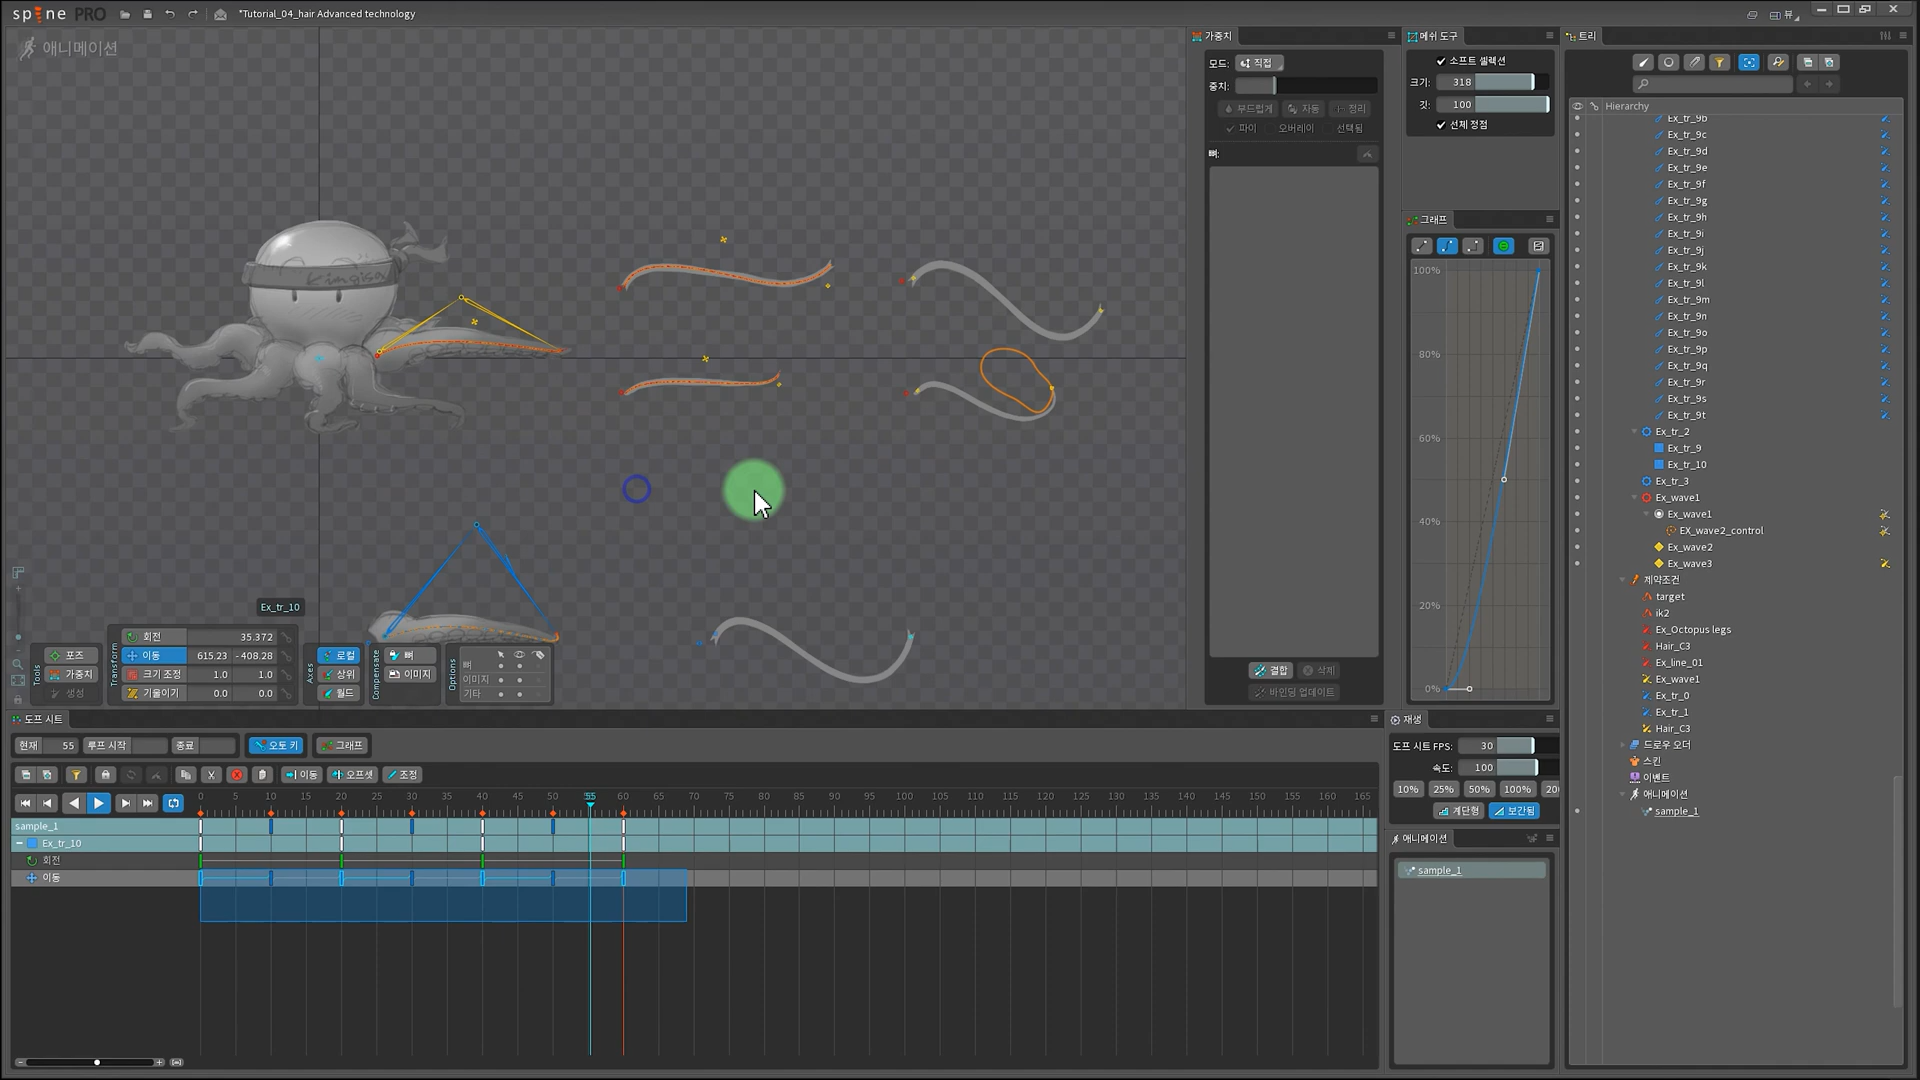 spine PRO
*Tutorial_04_hair Advanced technology
뷰
애니메이션
Ex_tr_10
Tools
포즈
가중치
생성
Transform
회전 35.372
이동 615.23 -408.28
크기 조정 1.0 1.0
기울이기 0.0 0.0
Axes
로컬
상위
월드
Compensate
뼈
이미지
Options
뼈
이미지
기타
가중치
모드: 직접
중치:
부드럽게 자동 정리
파이 오버레이 선택됨
뼈:
결합 삭제
바인딩 업데이트
메쉬 도구
소프트 셀렉션
크기: 318
깃: 100
선체 정점
그래프
100%
80%
60%
40%
20%
0%
트리
Hierarchy
Ex_tr_9b
Ex_tr_9c
Ex_tr_9d
Ex_tr_9e
Ex_tr_9f
Ex_tr_9g
Ex_tr_9h
Ex_tr_9i
Ex_tr_9j
Ex_tr_9k
Ex_tr_9l
Ex_tr_9m
Ex_tr_9n
Ex_tr_9o
Ex_tr_9p
Ex_tr_9q
Ex_tr_9r
Ex_tr_9s
Ex_tr_9t
Ex_tr_2
Ex_tr_9
Ex_tr_10
Ex_tr_3
Ex_wave1
Ex_wave1
EX_wave2_control
Ex_wave2
Ex_wave3
제약조건
target
ik2
Ex_Octopus legs
Hair_C3
Ex_line_01
Ex_wave1
Ex_tr_0
Ex_tr_1
Hair_C3
드로우 오더
스킨
이벤트
애니메이션
sample_1
도프 시트
현재 55 루프 시작 종료 오토 키 그래프
이동 오프셋 조정
0 5 10 15 20 25 30 35 40 45 50 55 60 65 70 75 80 85 90 95 100 105 110 115 120 125 130 135 140 145 150 155 160 165
sample_1
Ex_tr_10
회전
이동
재생
도프 시트 FPS: 30
속도: 100
10% 25% 50% 100% 20
계단형 보간됨
애니메이션
sample_1